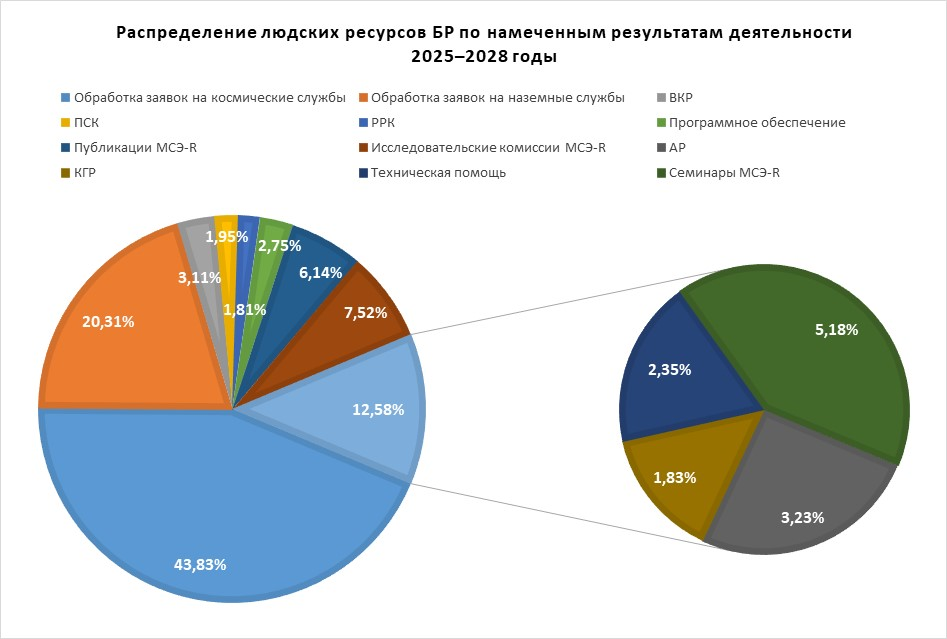 Распределение людских ресурсов БР по намеченным результатам деятельности
2025–2028 годы
Обработка заявок на космические службы
Обработка заявок на наземные службы
ВКР
ПСК
РРК
Программное обеспечение
Публикации МСЭ-R
Исследовательские комиссии МСЭ-R
АР
КГР
Техническая помощь
Семинары МСЭ-R
1,95%
2,75%
6,14%
3,11%
1,81%
7,52%
20,31%
12,58%
43,83%
5,18%
2,35%
1,83%
3,23%